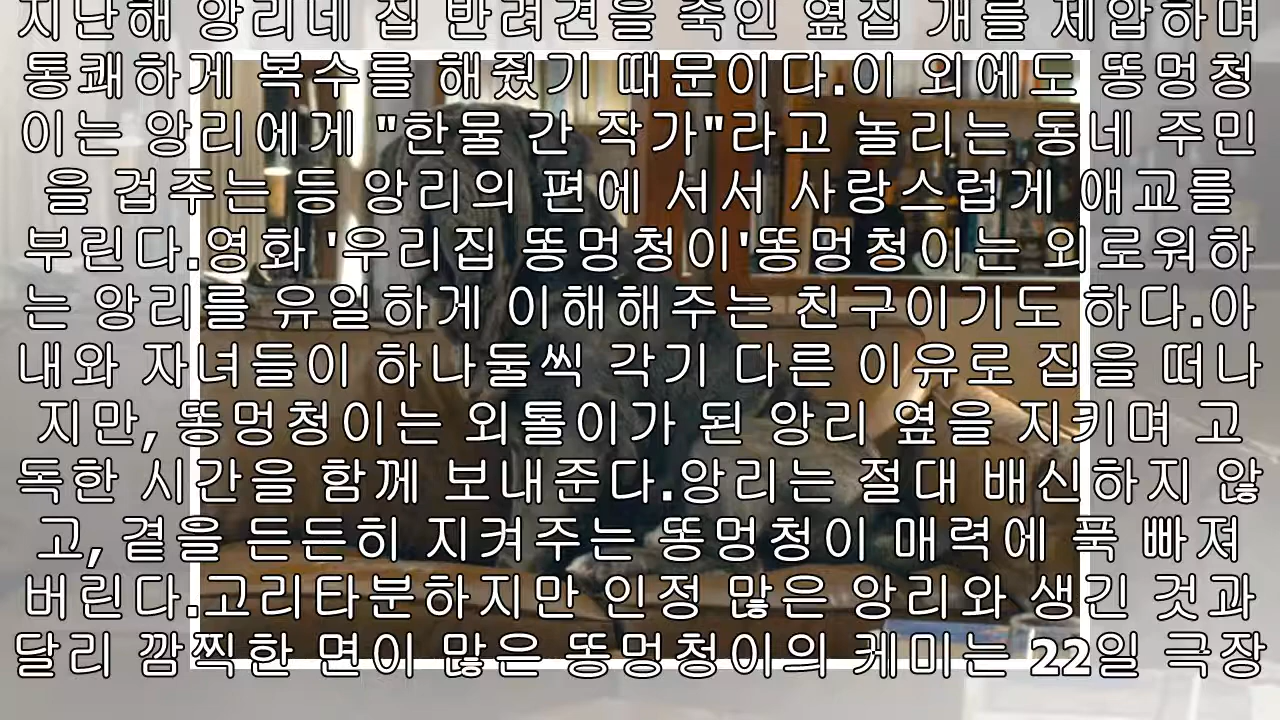 지난해 앙리네 집 반려견을 죽인 옆집 개를 제압하며
통쾌하게 복수를 해줬기 때문이다.이 외에도 똥멍청
이는 앙리에게 "한물 간 작가"라고 놀리는 동네 주민
을 겁주는 등 앙리의 편에 서서 사랑스럽게 애교를
부린다.영화 '우리집 똥멍청이'똥멍청이는 외로워하
는 앙리를 유일하게 이해해주는 친구이기도 하다.아
내와 자녀들이 하나둘씩 각기 다른 이유로 집을 떠나
지만, 똥멍청이는 외톨이가 된 앙리 옆을 지키며 고
독한 시간을 함께 보내준다.앙리는 절대 배신하지 않
고, 곁을 든든히 지켜주는 똥멍청이 매력에 푹 빠져
버린다.고리타분하지만 인정 많은 앙리와 생긴 것과
달리 깜찍한 면이 많은 똥멍청이의 케미는 22일 극장